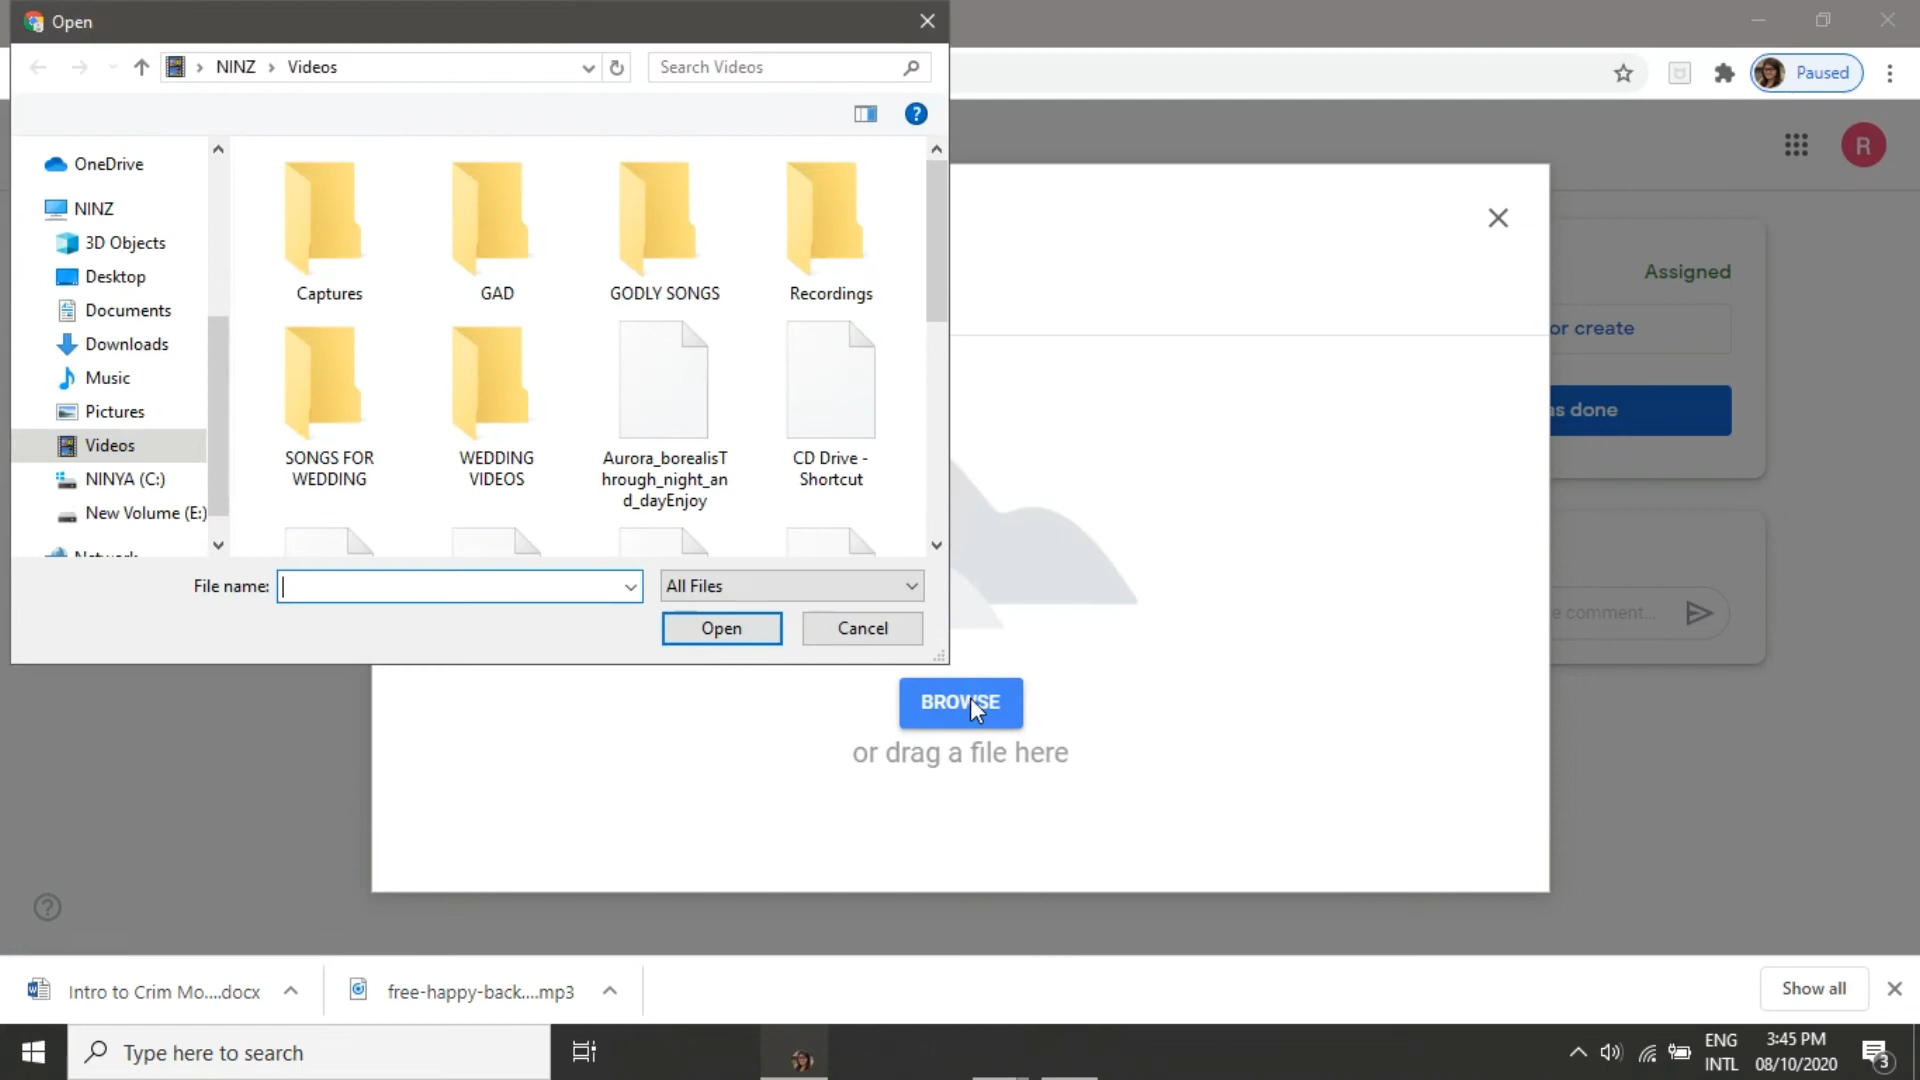 Open
NINZ > Videos
Search Videos
Paused
?
R
OneDrive
NINZ
3D Objects
Desktop
Documents
Downloads
Music
Pictures
Videos
NINYA (C:)
New Volume (E:)
Captures
GAD
GODLY SONGS
Recordings
SONGS FOR
WEDDING
WEDDING
VIDEOS
Aurora_borealisT
hrough_night_an
d_dayEnjoy
CD Drive -
Shortcut
File name:
All Files
Open
Cancel
Assigned
or create
as done
comment...
BROWSE
or drag a file here
?
Intro to Crim Mo....docx
free-happy-back....mp3
Show all
Type here to search
ENG
INTL
3:45 PM
08/10/2020
3